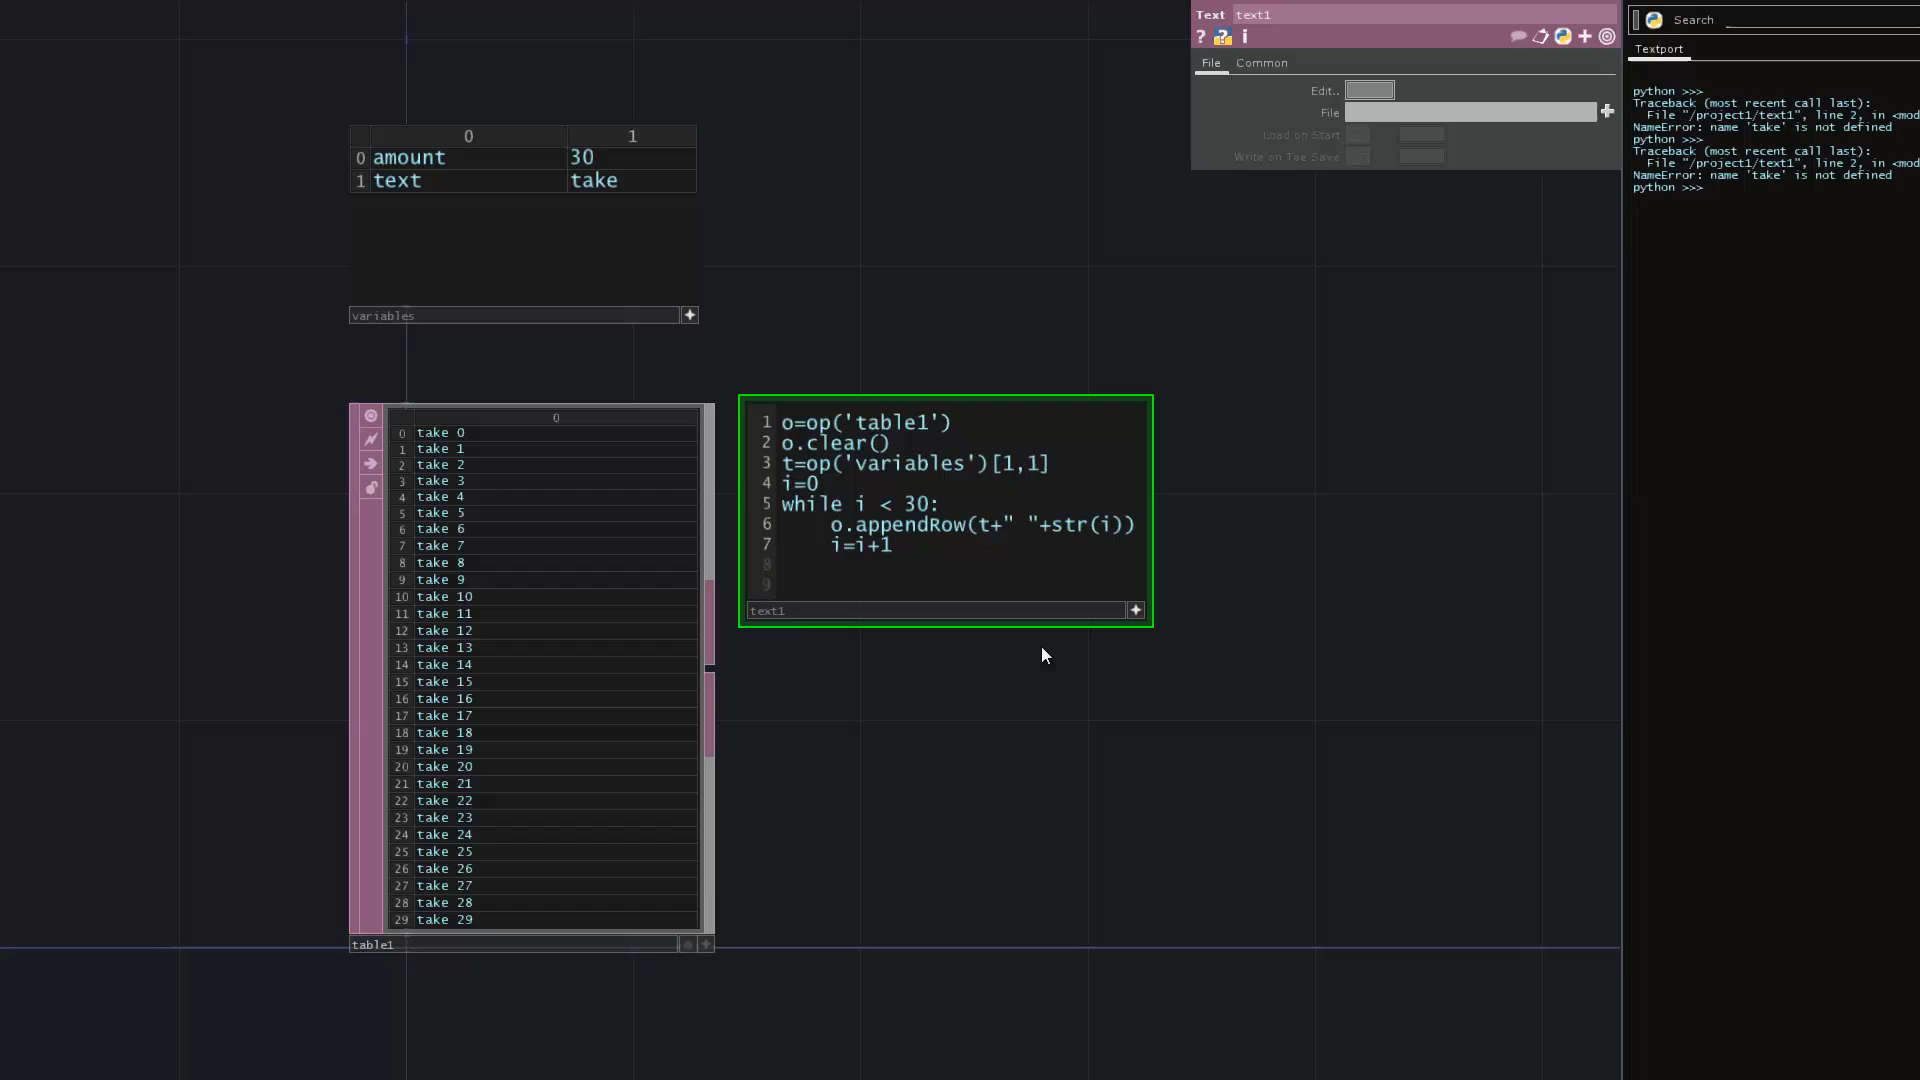 Text text1
? ? i
File Common
Edit..
File
Load on Start
Write on Toe Save
Search
Textport
python >>>
Traceback (most recent call last):
File "/project1/text1", line 2, in <mod
NameError: name 'take' is not defined
python >>>
Traceback (most recent call last):
File "/project1/text1", line 2, in <mod
NameError: name 'take' is not defined
python >>>
0 1
0 amount 30
1 text take
variables
0
0 take 0
1 take 1
2 take 2
3 take 3
4 take 4
5 take 5
6 take 6
7 take 7
8 take 8
9 take 9
10 take 10
11 take 11
12 take 12
13 take 13
14 take 14
15 take 15
16 take 16
17 take 17
18 take 18
19 take 19
20 take 20
21 take 21
22 take 22
23 take 23
24 take 24
25 take 25
26 take 26
27 take 27
28 take 28
29 take 29
table1
1 o=op('table1')
2 o.clear()
3 t=op('variables')[1,1]
4 i=0
5 while i < 30:
6 o.appendRow(t+" "+str(i))
7 i=i+1
8
9
text1